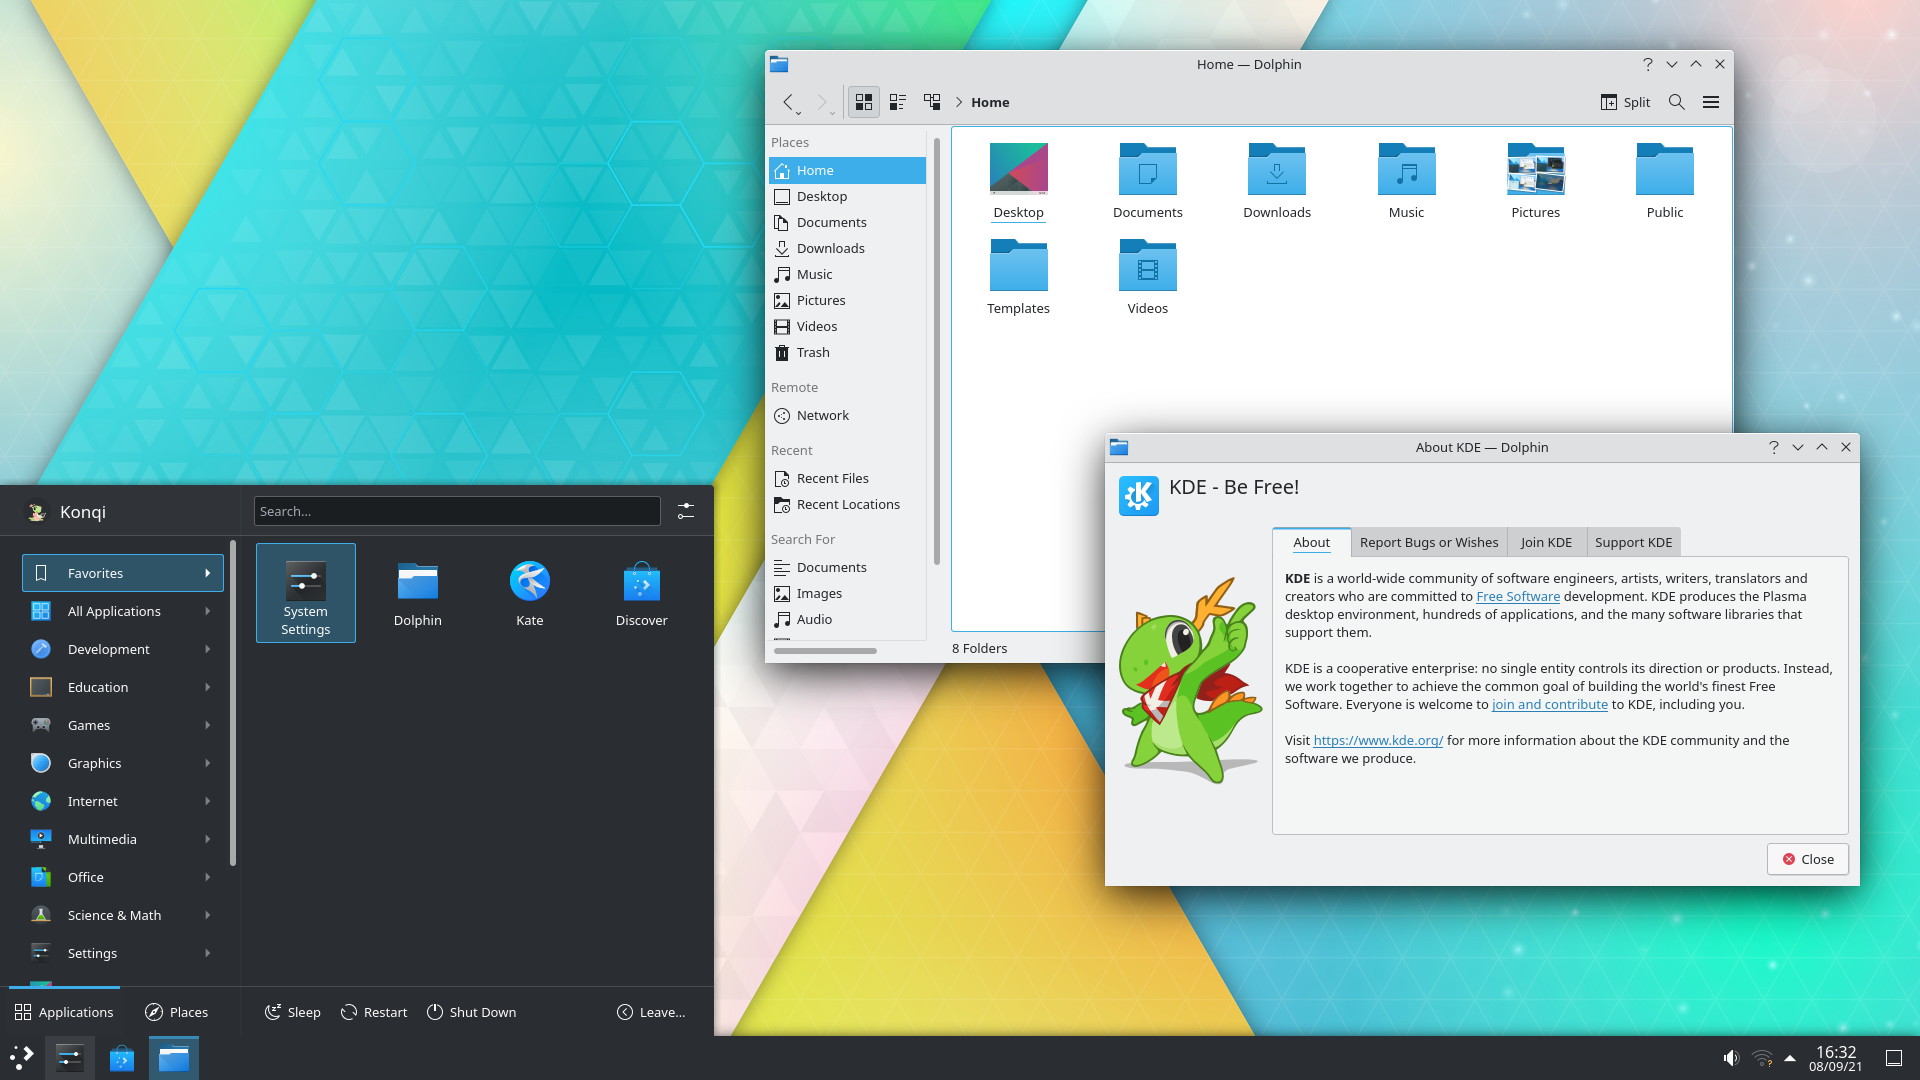 Home — Dolphin
Home
Split
Places
Home
Desktop
Documents
Downloads
Music
Pictures
Videos
Trash
Remote
Network
Recent
Recent Files
Recent Locations
Search For
Documents
Images
Audio
Desktop
Documents
Downloads
Music
Pictures
Public
Templates
Videos
8 Folders
About KDE — Dolphin
KDE - Be Free!
About
Report Bugs or Wishes
Join KDE
Support KDE
KDE is a world-wide community of software engineers, artists, writers, translators and
creators who are committed to Free Software development. KDE produces the Plasma
desktop environment, hundreds of applications, and the many software libraries that
support them.
KDE is a cooperative enterprise: no single entity controls its direction or products. Instead,
we work together to achieve the common goal of building the world's finest Free
Software. Everyone is welcome to join and contribute to KDE, including you.
Visit https://www.kde.org/ for more information about the KDE community and the
software we produce.
Close
Konqi
Search...
Favorites
All Applications
Development
Education
Games
Graphics
Internet
Multimedia
Office
Science & Math
Settings
System
Settings
Dolphin
Kate
Discover
Applications
Places
Sleep
Restart
Shut Down
Leave...
16:32
08/09/21